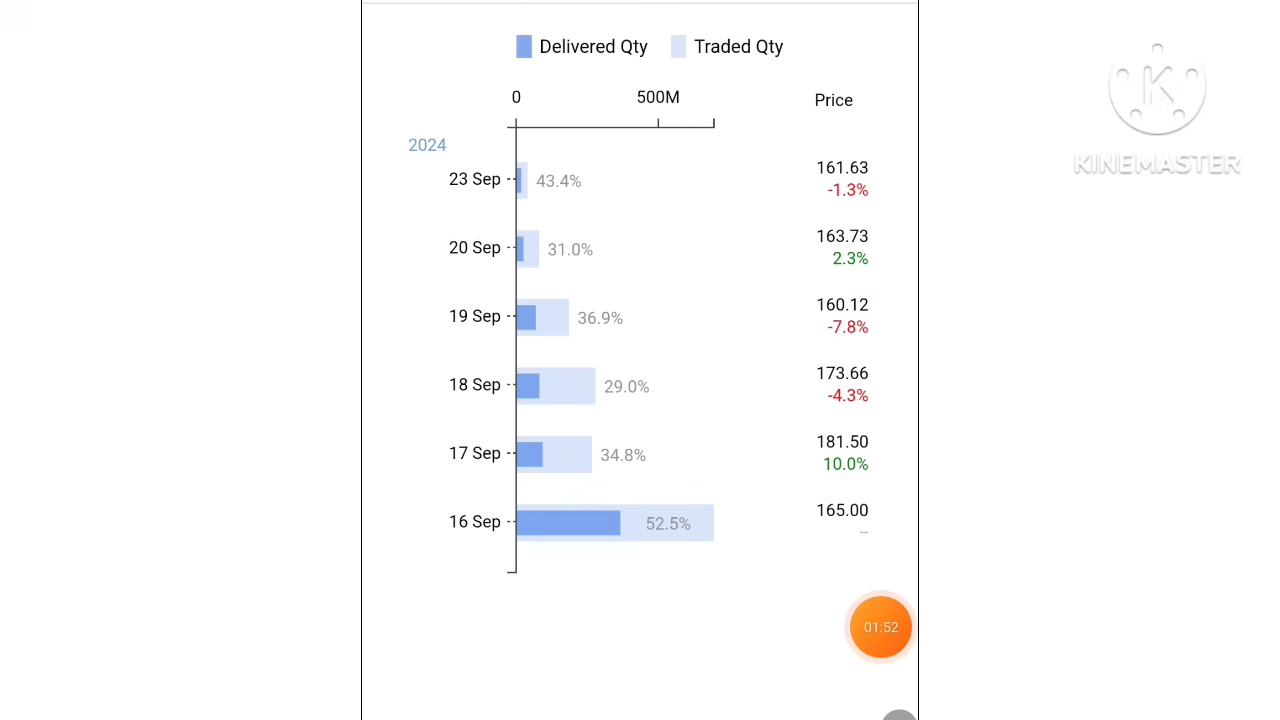 Delivered Qty Traded Qty
0 500M Price
2024
23 Sep 43.4% 161.63
-1.3%
20 Sep 31.0% 163.73
2.3%
19 Sep 36.9% 160.12
-7.8%
18 Sep 29.0% 173.66
-4.3%
17 Sep 34.8% 181.50
10.0%
16 Sep 52.5% 165.00
--
01:52
K
KINEMASTER